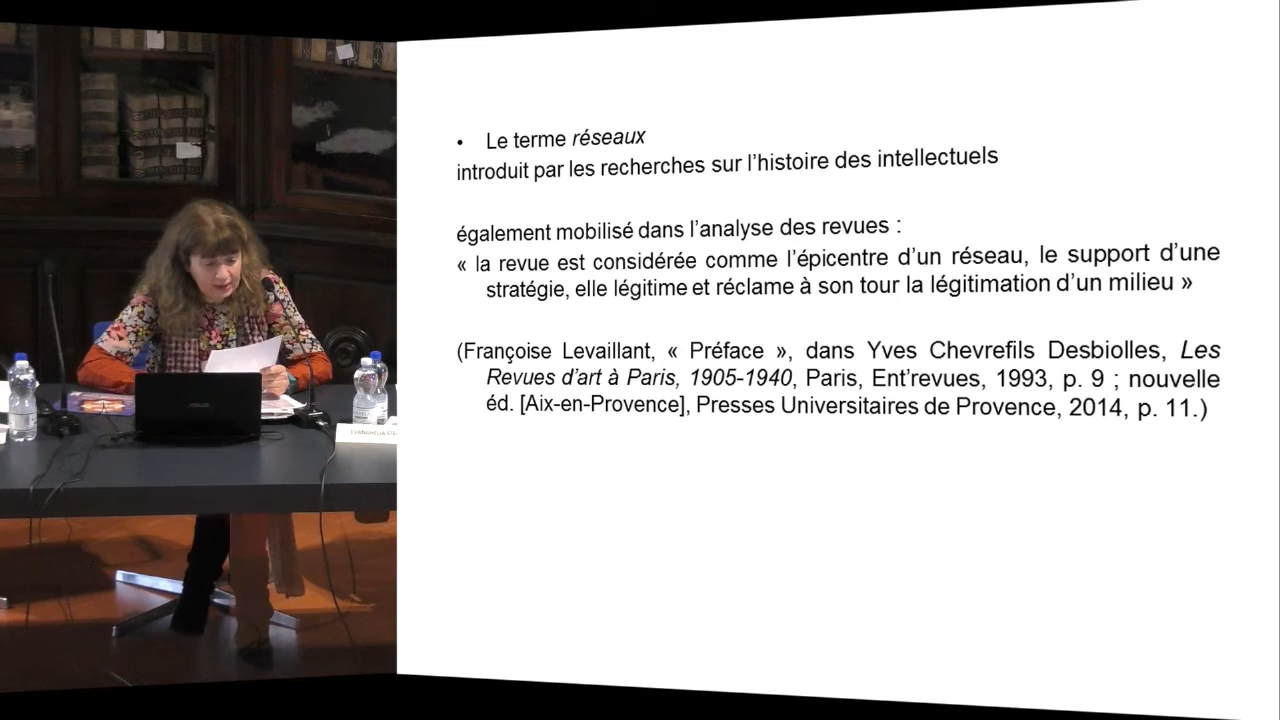 • Le terme réseaux
introduit par les recherches sur l’histoire des intellectuels
également mobilisé dans l’analyse des revues :
« la revue est considérée comme l’épicentre d’un réseau, le support d’une
stratégie, elle légitime et réclame à son tour la légitimation d’un milieu »
(Françoise Levaillant, « Préface », dans Yves Chevrefils Desbiolles, Les
Revues d’art à Paris, 1905-1940, Paris, Ent’revues, 1993, p. 9 ; nouvelle
éd. [Aix-en-Provence], Presses Universitaires de Provence, 2014, p. 11.)
ASUS
EVANGHELIA STE